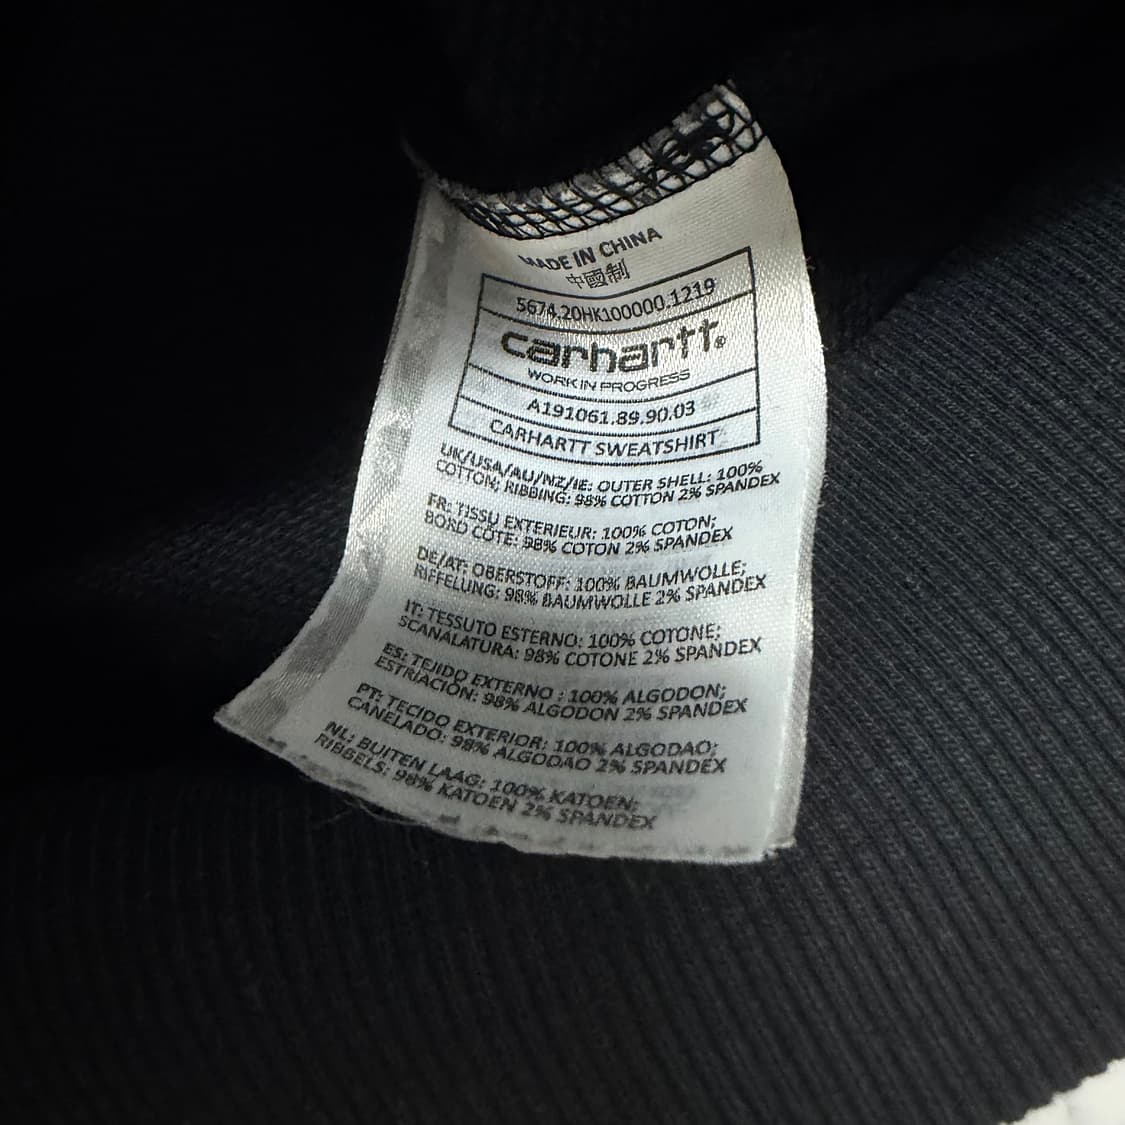 MADE IN CHINA
中國制
5674.20HK100000.1219
carhartt®
WORK IN PROGRESS
A191061.89.90.03
CARHARTT SWEATSHIRT
UK/USA/AU/NZ/IE: OUTER SHELL: 100%
COTTON; RIBBING: 98% COTTON 2% SPANDEX
FR: TISSU EXTERIEUR: 100% COTON;
BORD CÔTE: 98% COTON 2% SPANDEX
DE/AT: OBERSTOFF: 100% BAUMWOLLE;
RIFFELUNG: 98% BAUMWOLLE 2% SPANDEX
IT: TESSUTO ESTERNO: 100% COTONE;
SCANALATURA: 98% COTONE 2% SPANDEX
ES: TEJIDO EXTERNO : 100% ALGODON;
ESTRIACIÓN: 98% ALGODON 2% SPANDEX
PT: TECIDO EXTERIOR: 100% ALGODAO;
CANELADO: 98% ALGODAO 2% SPANDEX
NL: BUITEN LAAG: 100% KATOEN;
RIBBELS: 98% KATOEN 2% SPANDEX